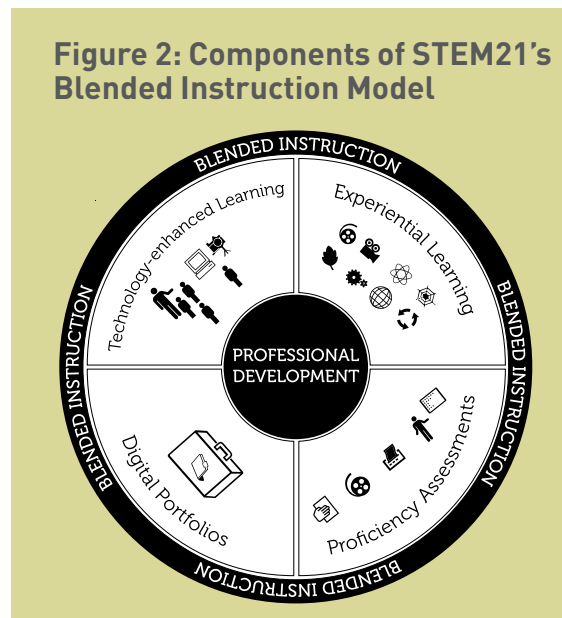 Figure 2: Components of STEM21's
Blended Instruction Model
BLENDED INSTRUCTION
Technology-enhanced Learning
Experiential Learning
BLENDED INSTRUCTION
BLENDED INSTRUCTION
PROFESSIONAL
DEVELOPMENT
Digital Portfolios
Proficiency Assessments
BLENDED INSTRUCTION